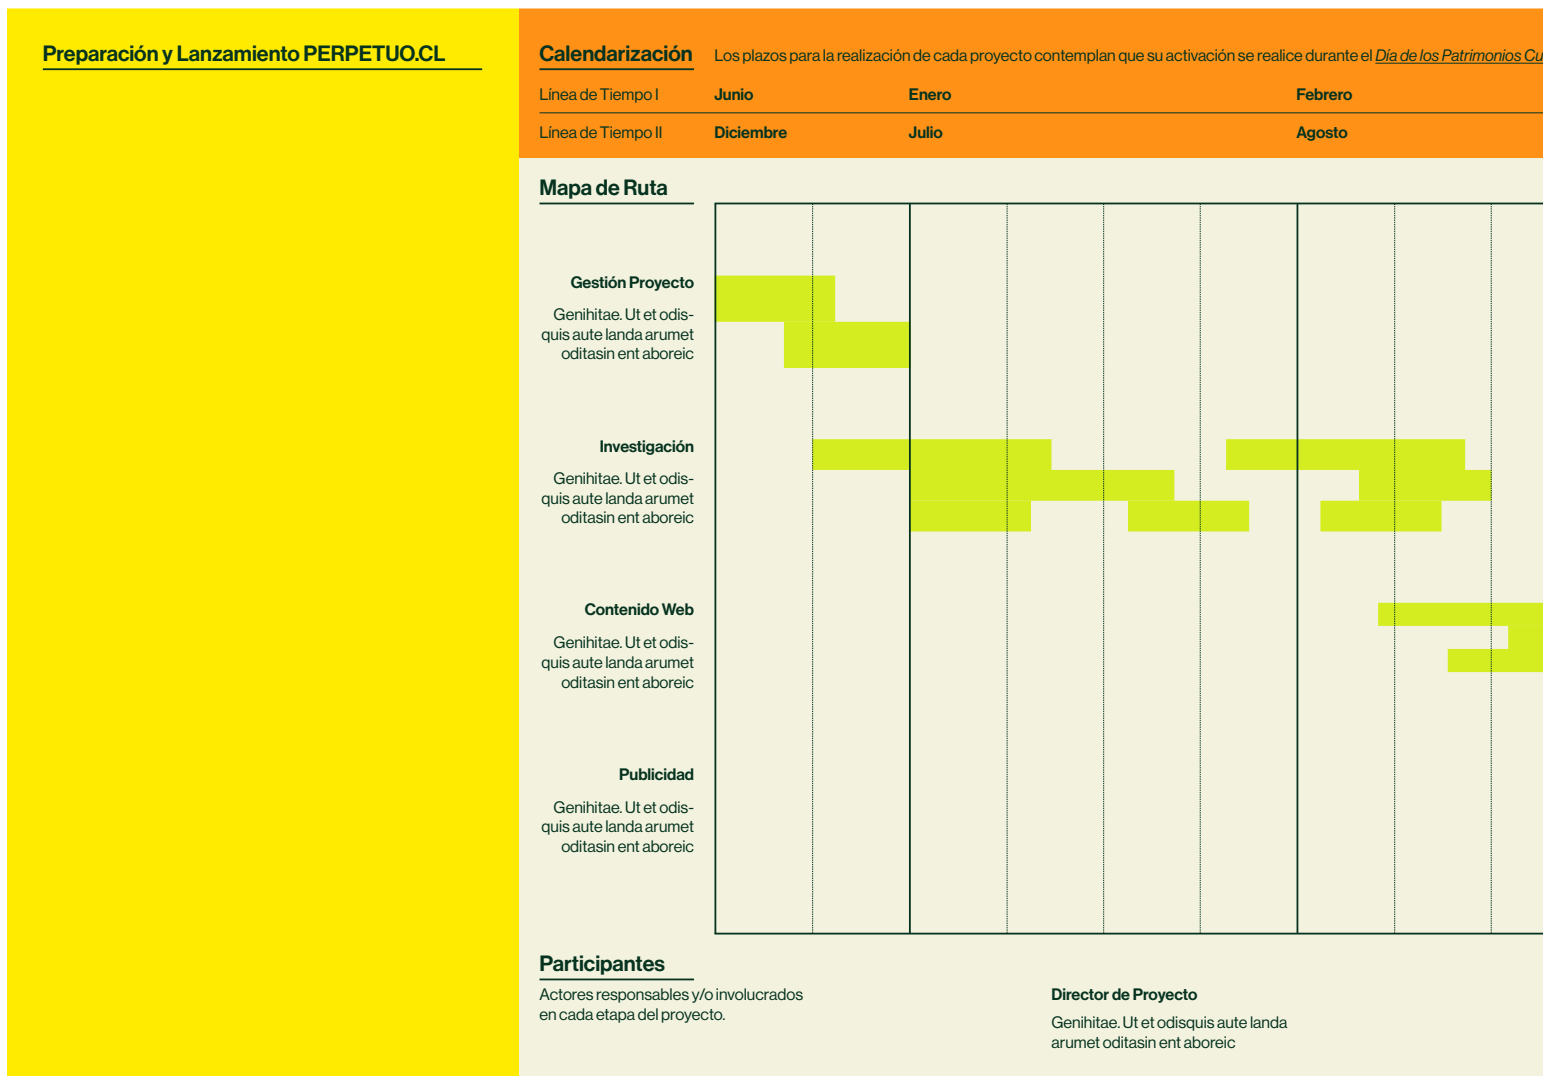 Preparación y Lanzamiento PERPETUO.CL
Calendarización
Los plazos para la realización de cada proyecto contemplan que su activación se realice durante el Día de los Patrimonios Cu
Línea de Tiempo I
Junio
Enero
Febrero
Línea de Tiempo II
Diciembre
Julio
Agosto
Mapa de Ruta
Gestión Proyecto
Genihitae. Ut et odis-
quis aute landa arumet
oditasin ent aboreic
Investigación
Genihitae. Ut et odis-
quis aute landa arumet
oditasin ent aboreic
Contenido Web
Genihitae. Ut et odis-
quis aute landa arumet
oditasin ent aboreic
Publicidad
Genihitae. Ut et odis-
quis aute landa arumet
oditasin ent aboreic
Participantes
Actores responsables y/o involucrados
en cada etapa del proyecto.
Director de Proyecto
Genihitae. Ut et odisquis aute landa
arumet oditasin ent aboreic